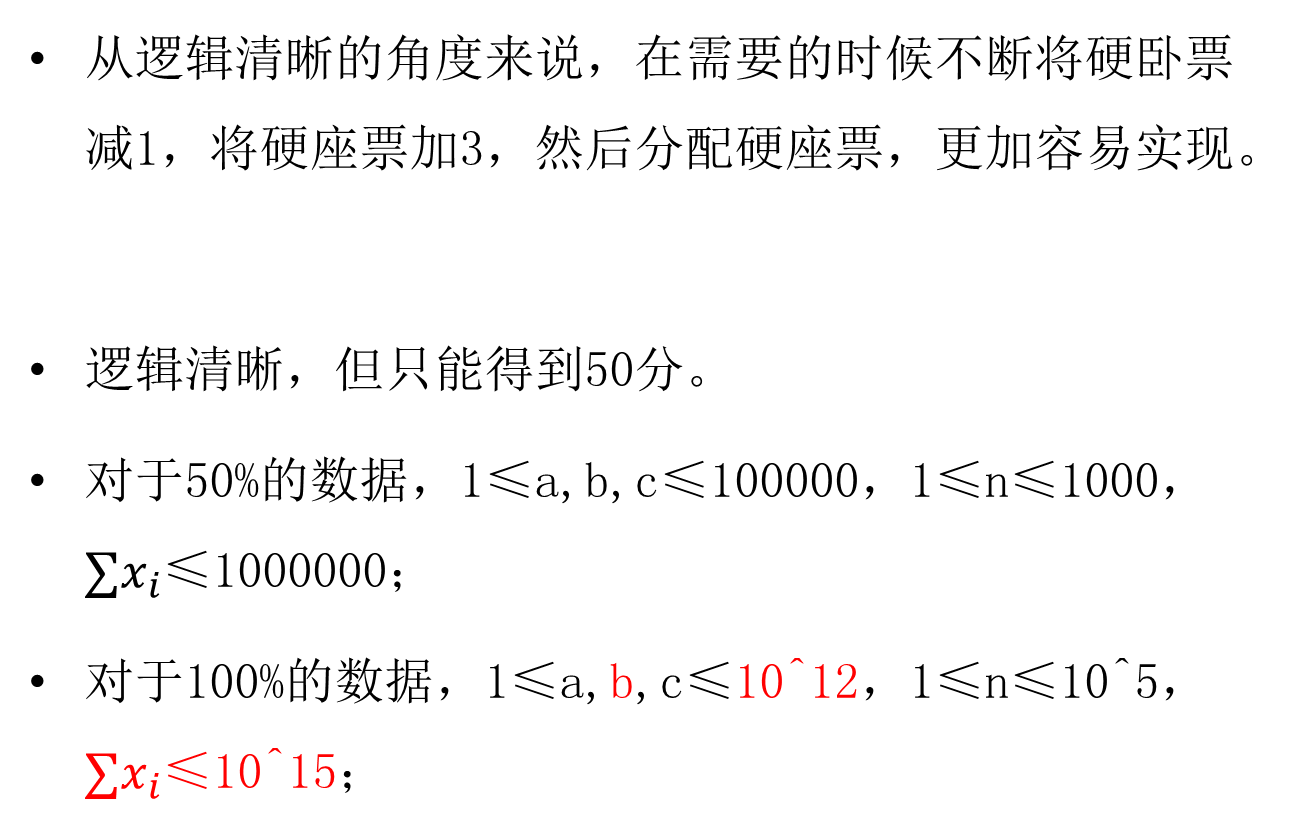 • 从逻辑清晰的角度来说，在需要的时候不断将硬卧票
减1，将硬座票加3，然后分配硬座票，更加容易实现。
• 逻辑清晰，但只能得到50分。
• 对于50%的数据，1≤a,b,c≤100000，1≤n≤1000，
∑xᵢ≤1000000；
• 对于100%的数据，1≤a,b,c≤10^12，1≤n≤10^5，
∑xᵢ≤10^15；